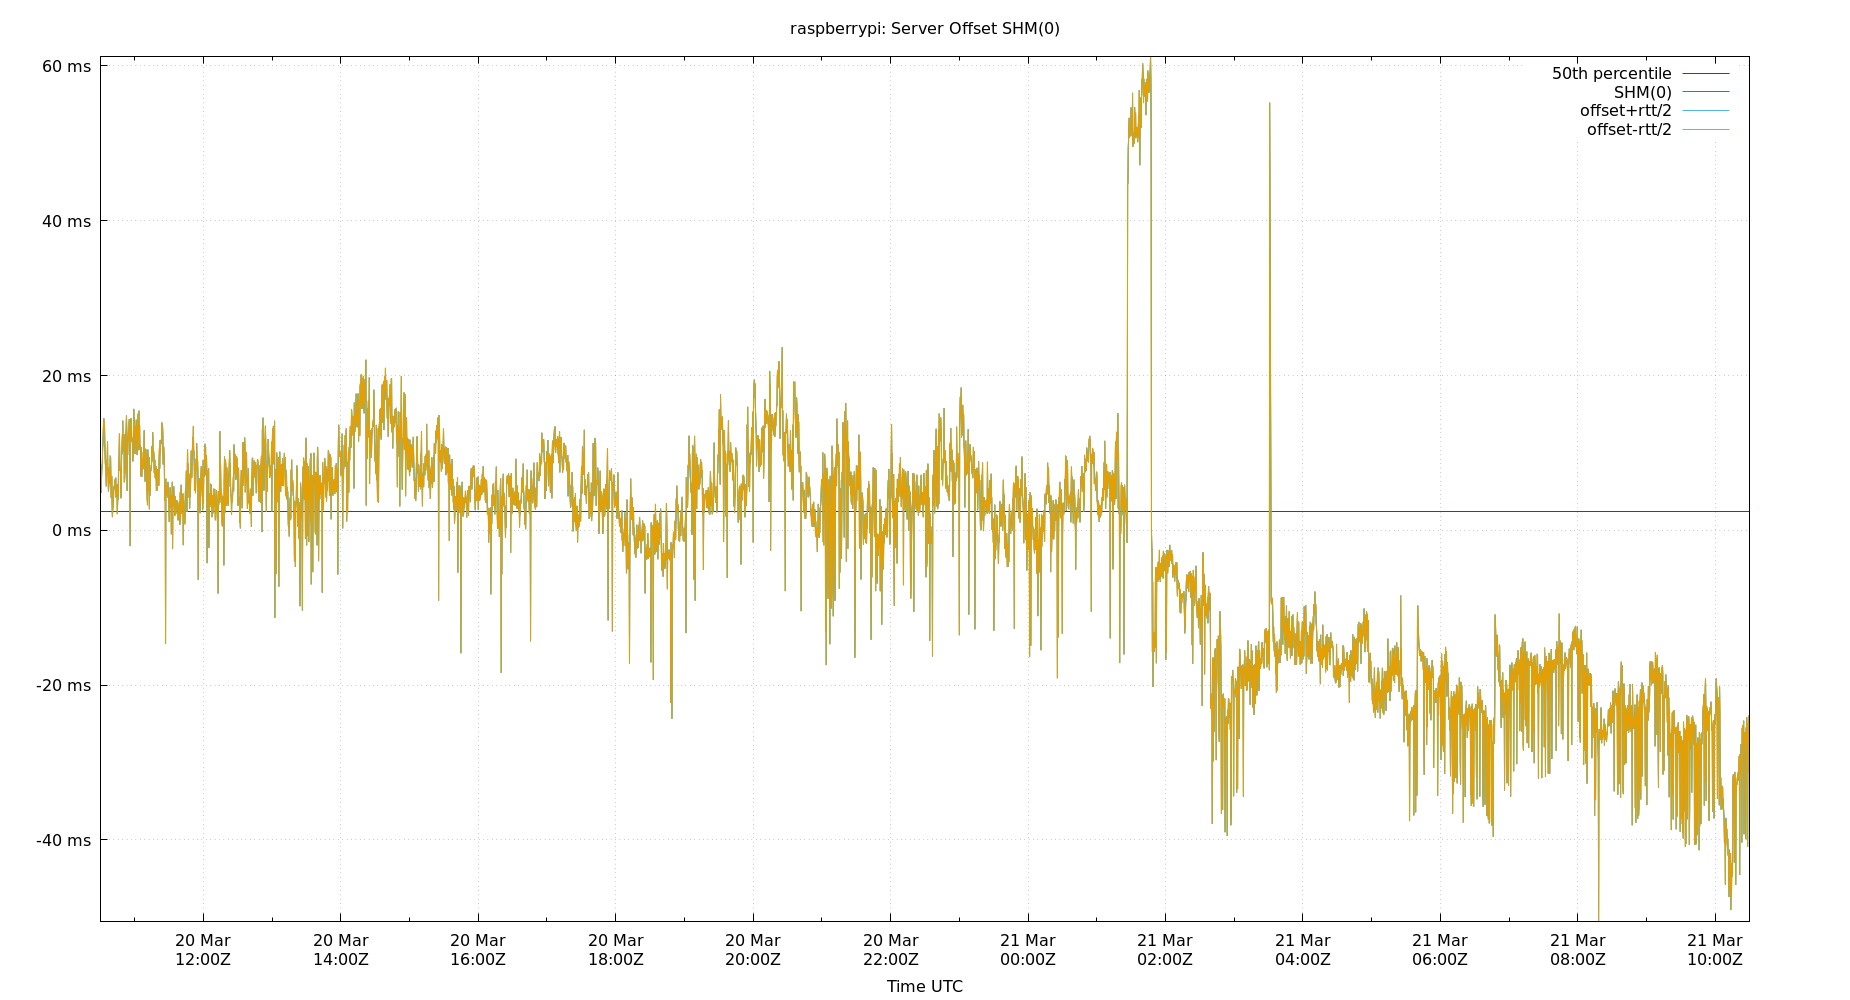 raspberrypi: Server Offset SHM(0)
50th percentile
SHM(0)
offset+rtt/2
offset-rtt/2
60 ms
40 ms
20 ms
0 ms
-20 ms
-40 ms
20 Mar 20 Mar 20 Mar 20 Mar 20 Mar 20 Mar 21 Mar 21 Mar 21 Mar 21 Mar 21 Mar 21 Mar
12:00Z 14:00Z 16:00Z 18:00Z 20:00Z 22:00Z 00:00Z 02:00Z 04:00Z 06:00Z 08:00Z 10:00Z
Time UTC